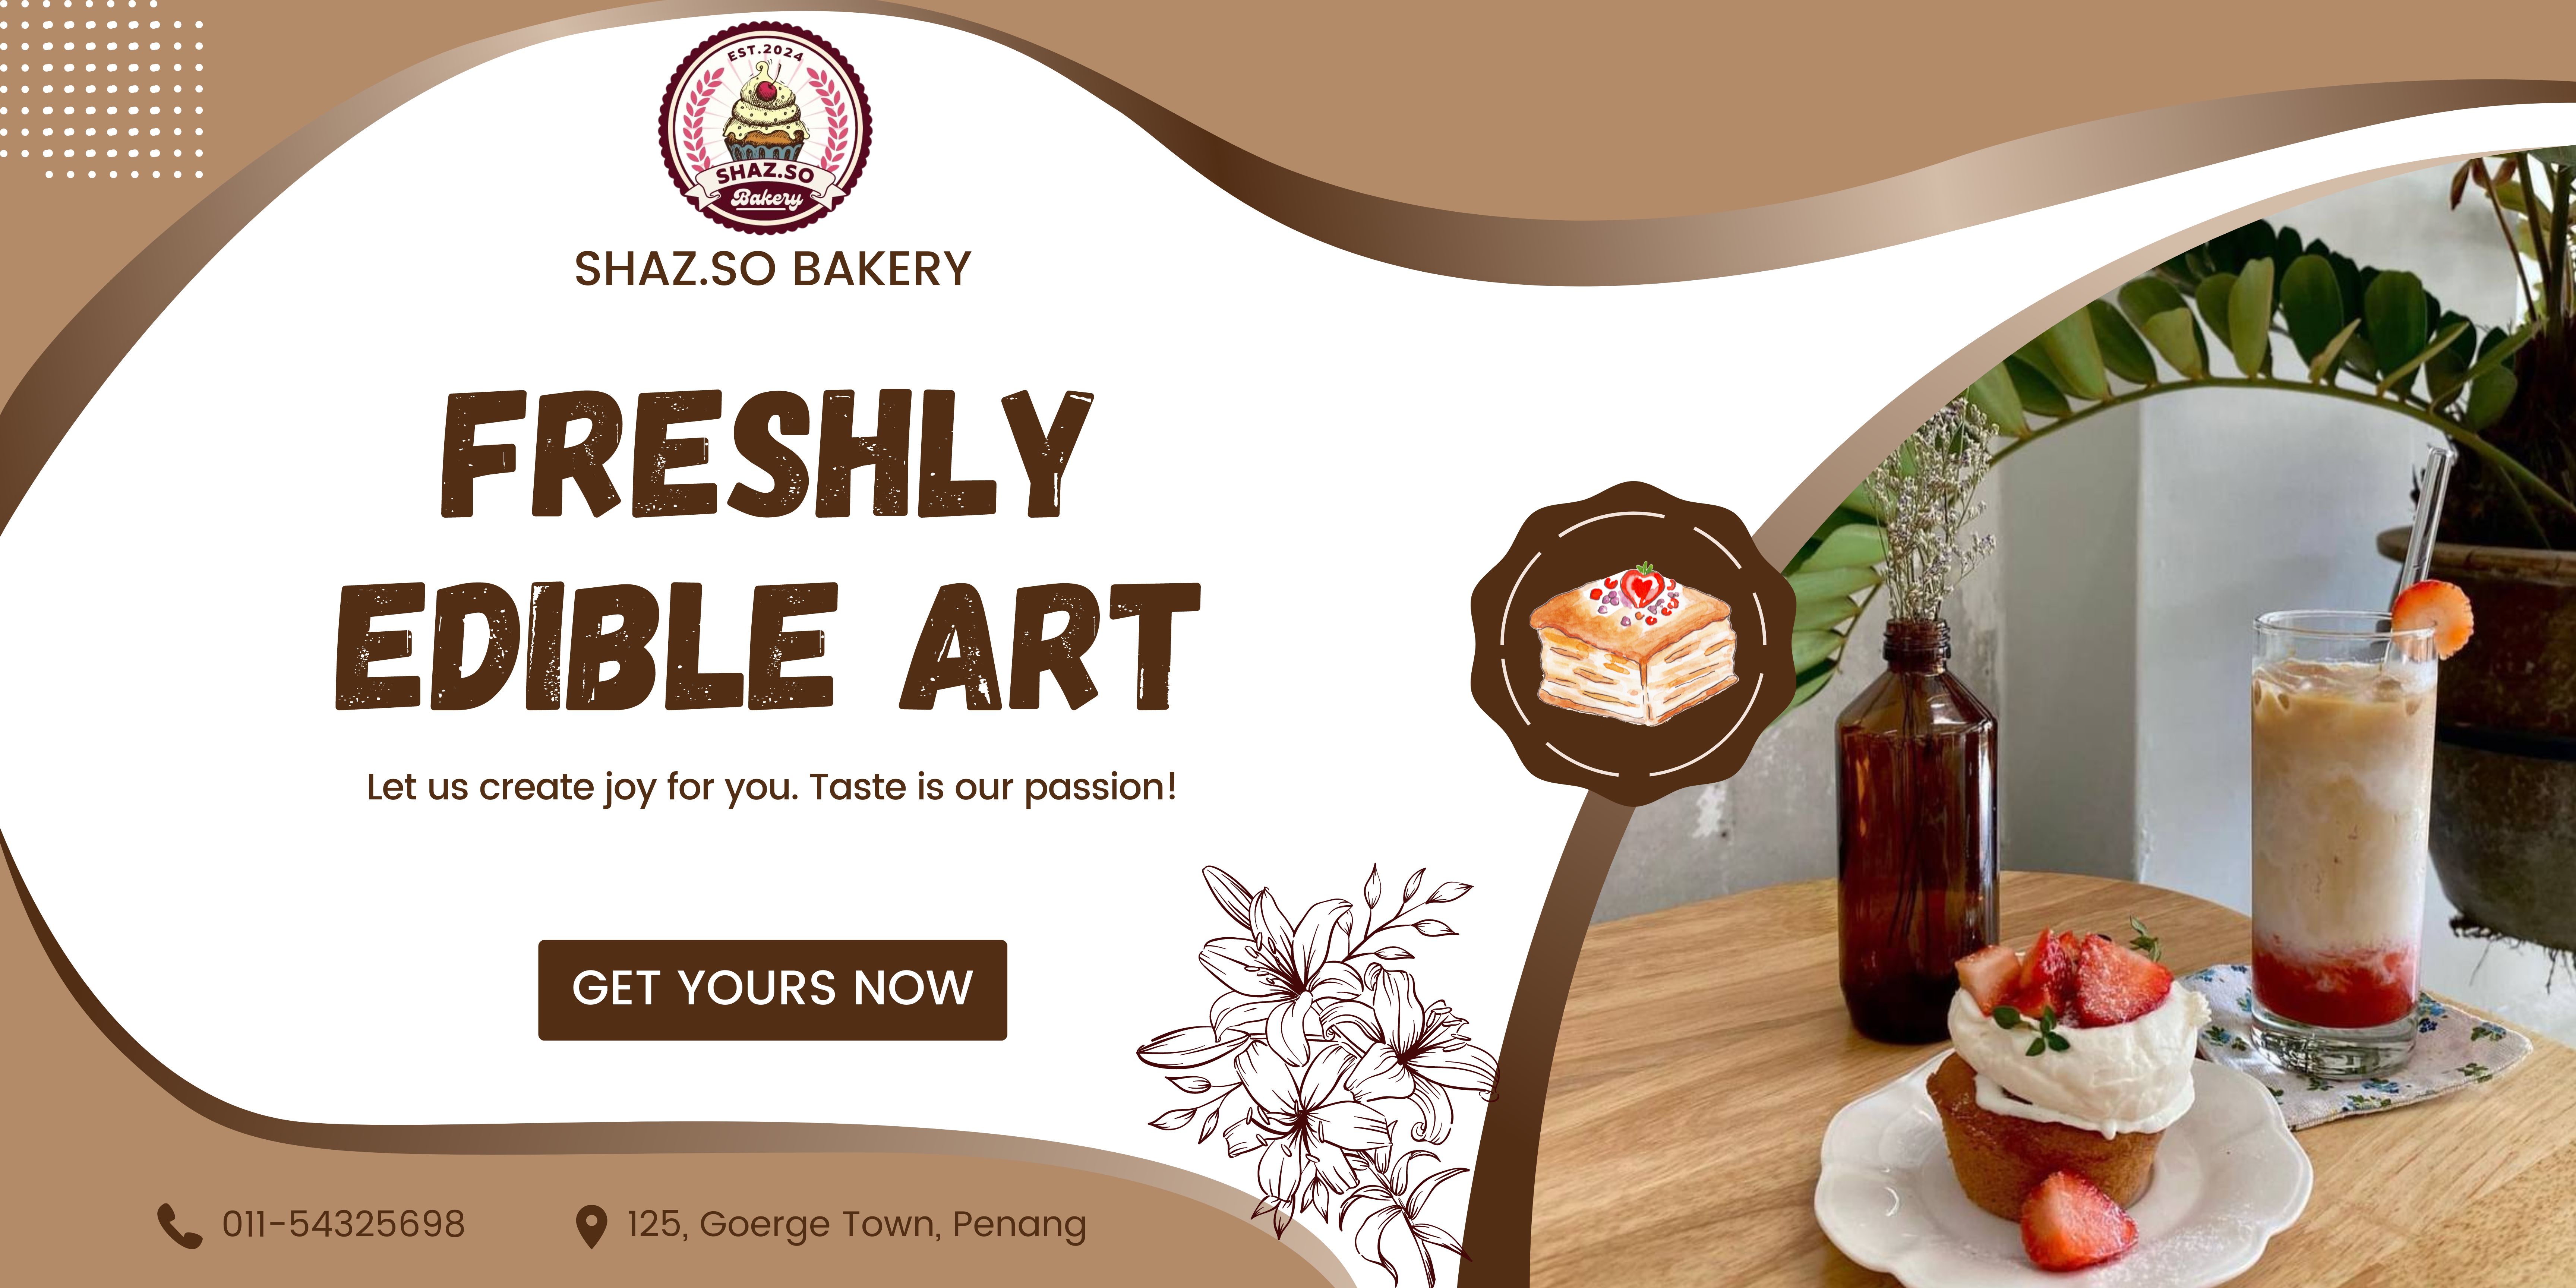 EST.2024
SHAZ.SO
Bakery
SHAZ.SO BAKERY
FRESHLY
EDIBLE ART
Let us create joy for you. Taste is our passion!
GET YOURS NOW
011-54325698
125, Goerge Town, Penang